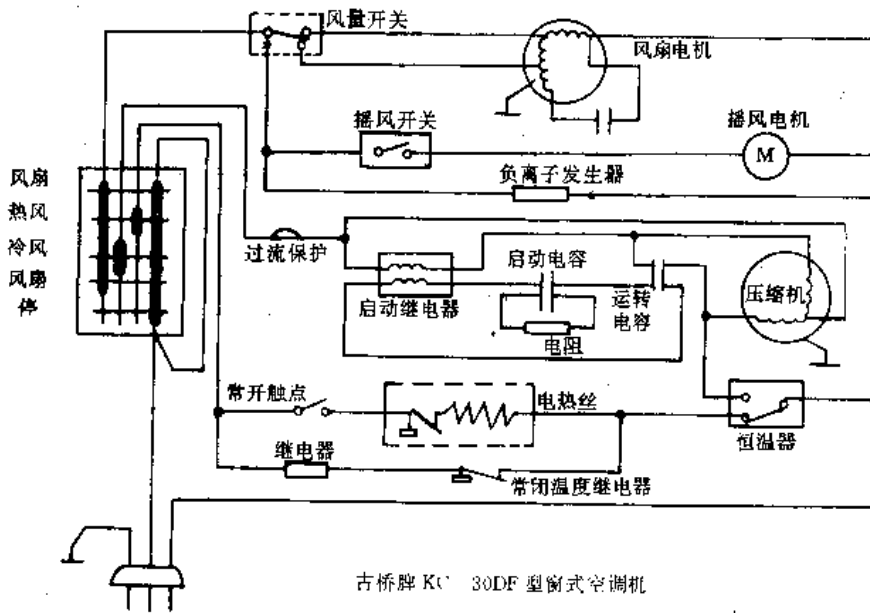 风量开关
风扇电机
摇风开关
摇风电机
M
负离子发生器
风扇
热风
冷风
风扇
停
过流保护
启动电容
启动继电器
运转
电容
压缩机
电阻
常开触点
电热丝
恒温器
继电器
常闭温度继电器
古桥牌 KC 30DF 型窗式空调机